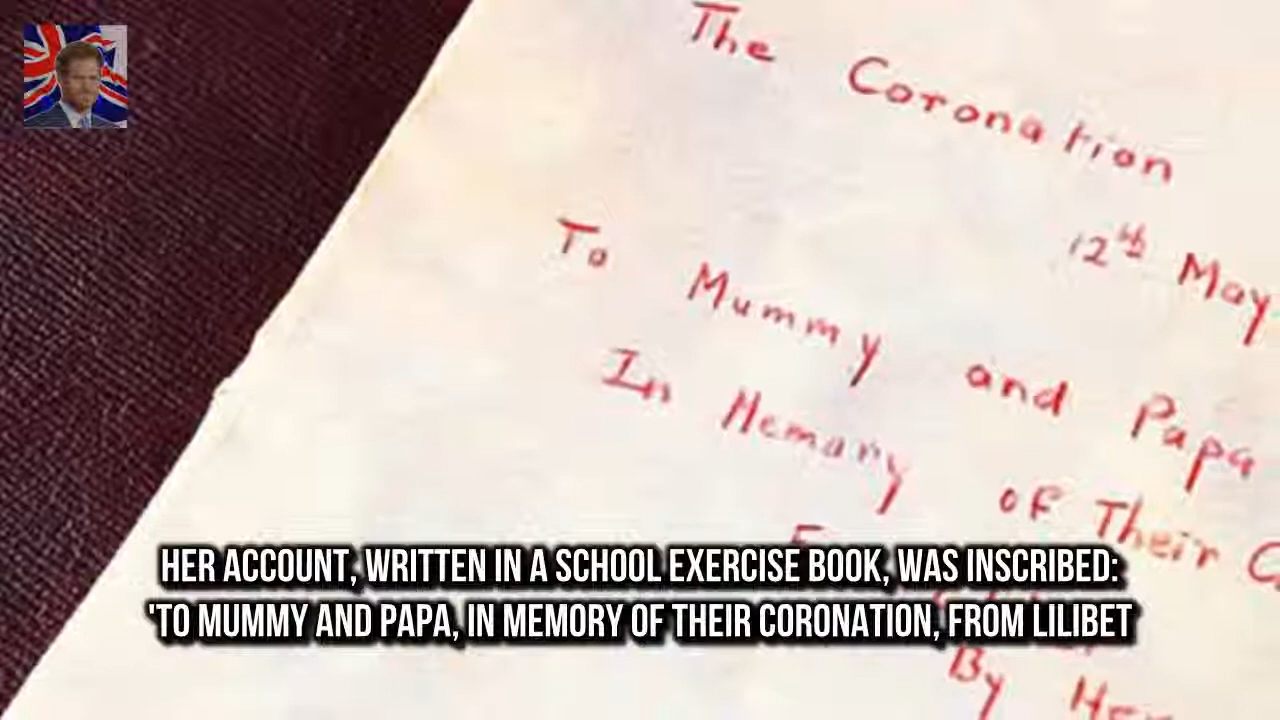 The Coronation
12th May
To Mummy and Papa
In Memory of Their
HER ACCOUNT, WRITTEN IN A SCHOOL EXERCISE BOOK, WAS INSCRIBED:
'TO MUMMY AND PAPA, IN MEMORY OF THEIR CORONATION, FROM LILIBET
By